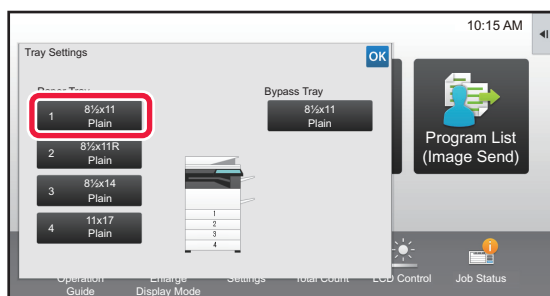 10:15 AM
Tray Settings
OK
Paper Tray
Bypass Tray
1 8½x11
Plain
8½x11
Plain
2 8½x11R
Plain
3 8½x14
Plain
4 11x17
Plain
1
2
3
4
Program List
(Image Send)
Operation
Guide
Enlarge
Display Mode
Settings
Total Count
LCD Control
Job Status